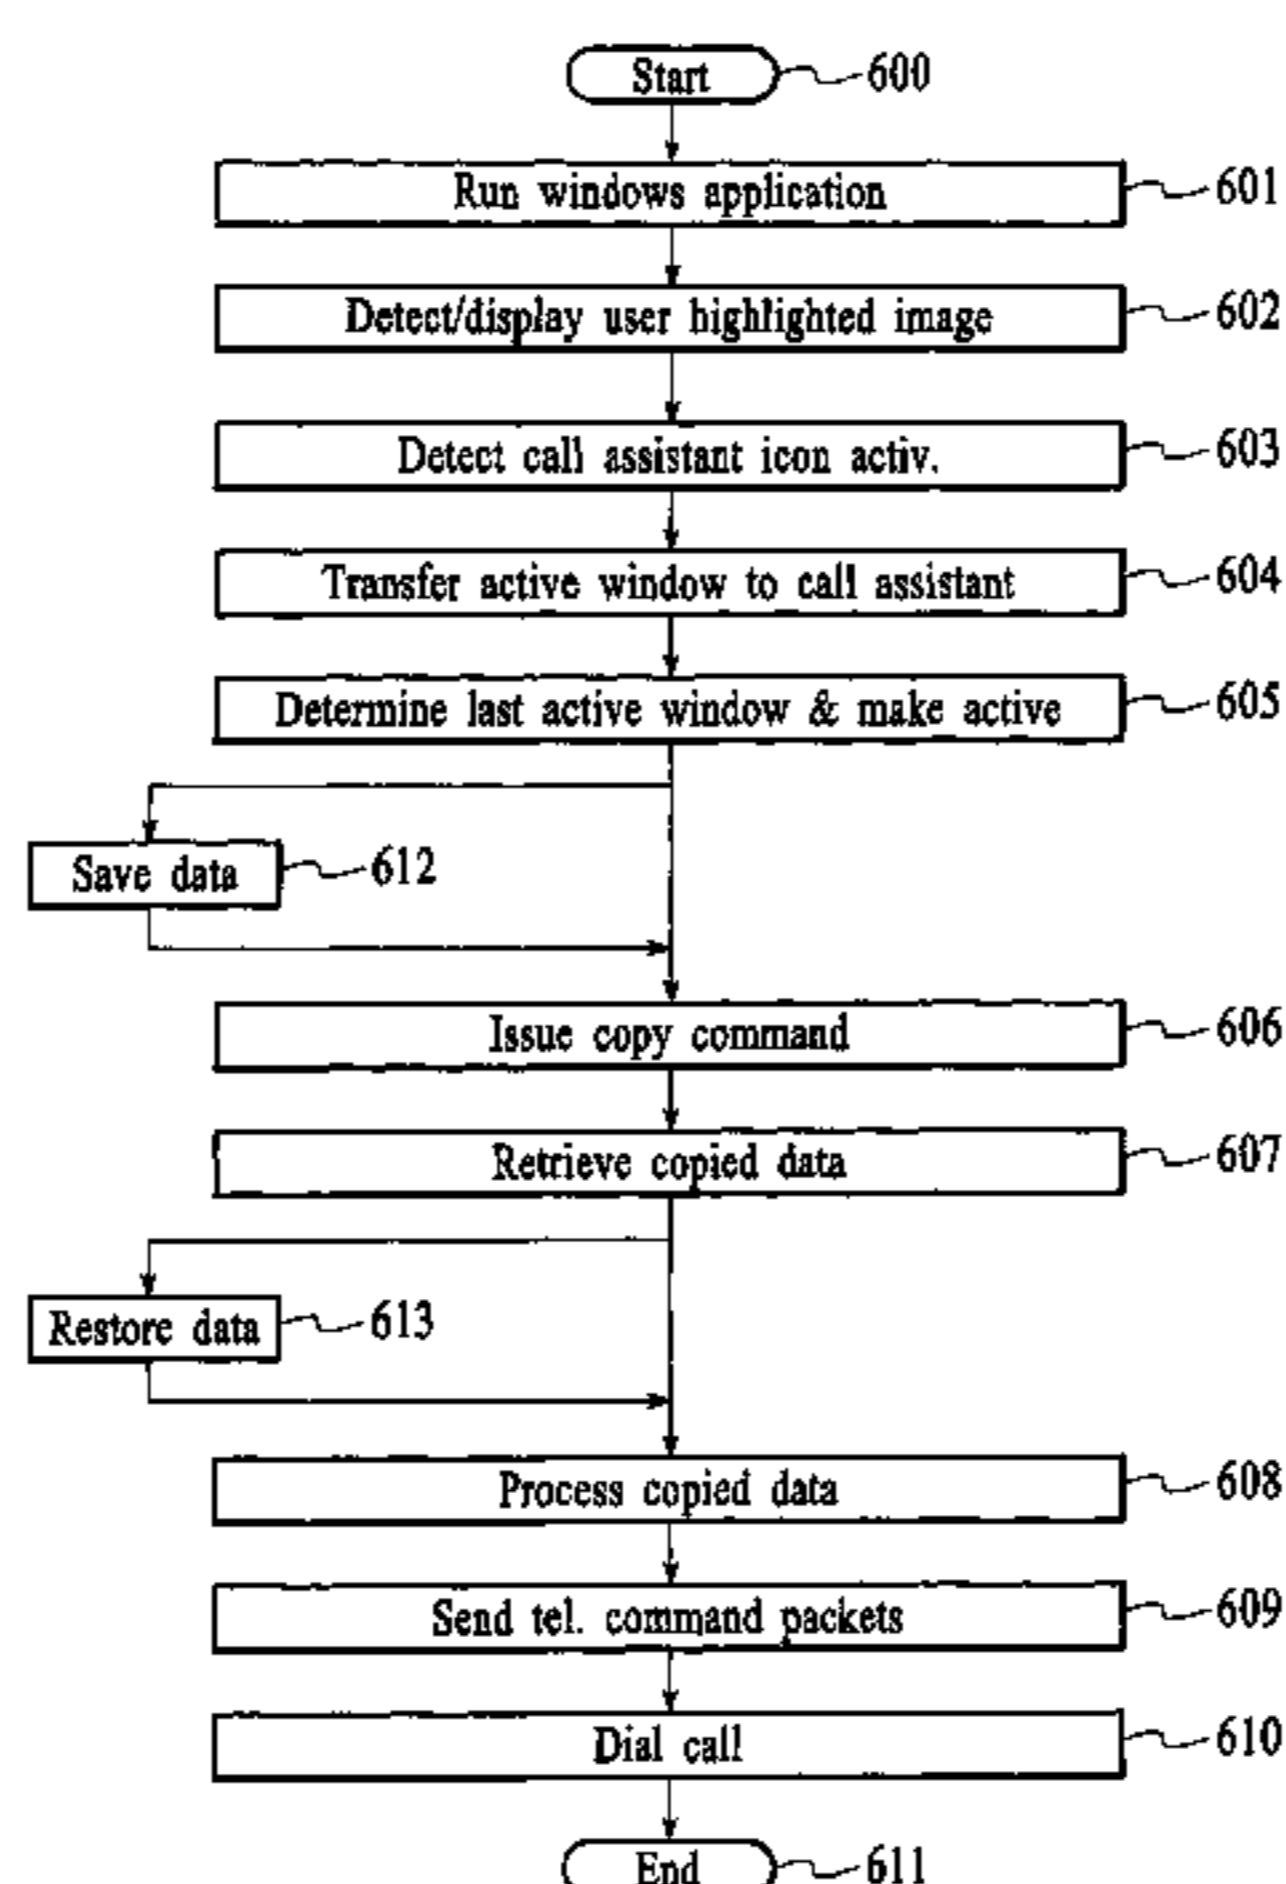 Start 600
Run windows application 601
Detect/display user highlighted image 602
Detect call assistant icon activ. 603
Transfer active window to call assistant 604
Determine last active window & make active 605
Save data 612
Issue copy command 606
Retrieve copied data 607
Restore data 613
Process copied data 608
Send tel. command packets 609
Dial call 610
End 611